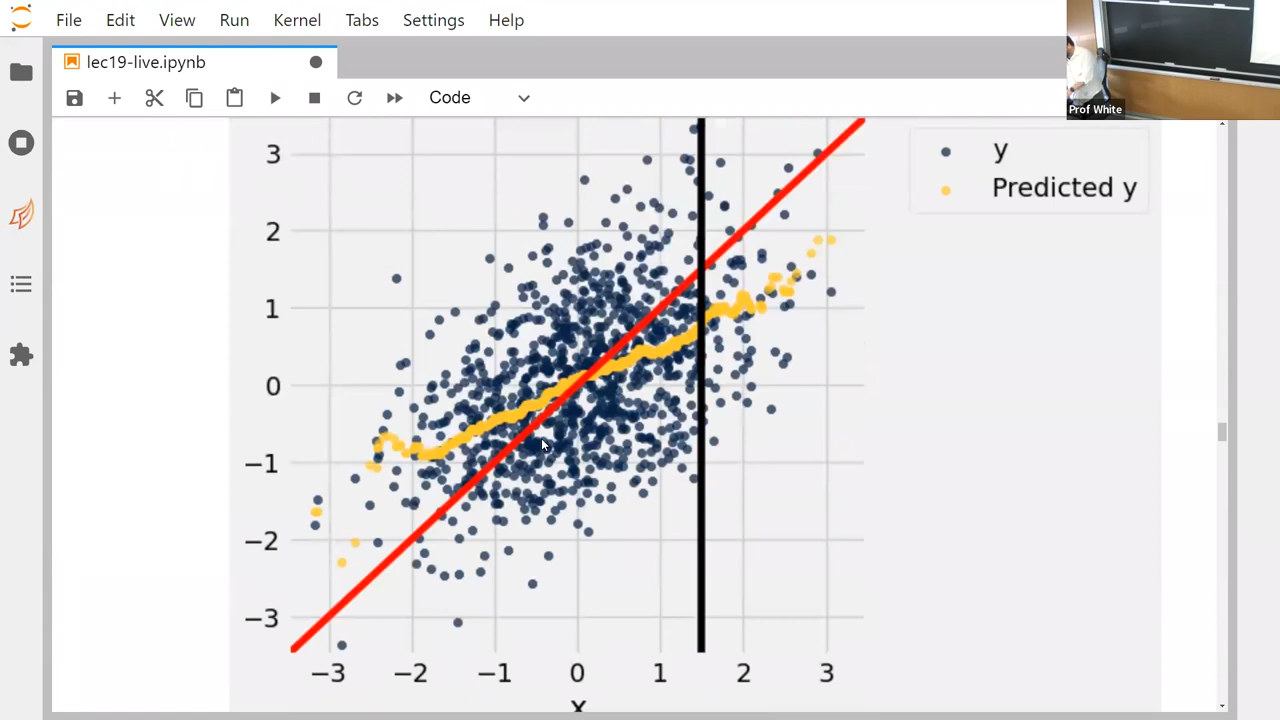 File Edit View Run Kernel Tabs Settings Help
lec19-live.ipynb
Code
Prof White
3
2
1
0
−1
−2
−3
−3 −2 −1 0 1 2 3
x
y
Predicted y